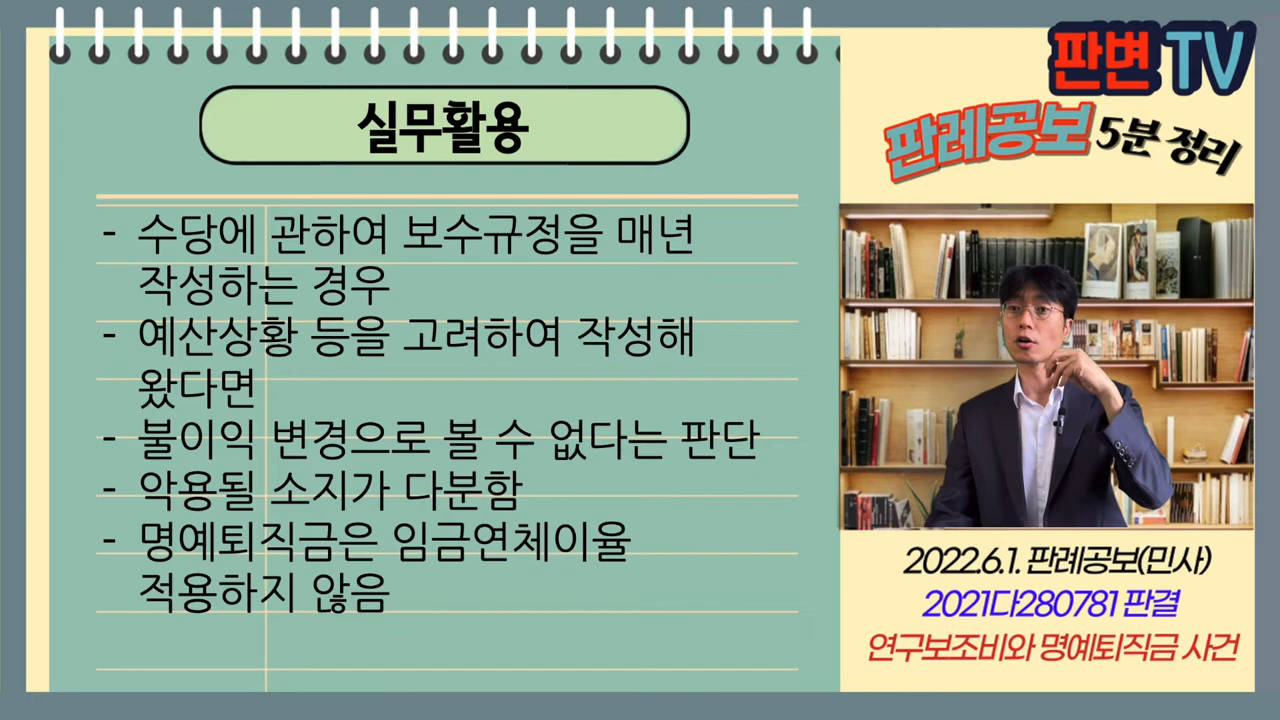 실무활용
- 수당에 관하여 보수규정을 매년
작성하는 경우
- 예산상황 등을 고려하여 작성해
왔다면
- 불이익 변경으로 볼 수 없다는 판단
- 악용될 소지가 다분함
- 명예퇴직금은 임금연체이율
적용하지 않음
판변 TV
판례공보 5분 정리
2022.6.1. 판례공보(민사)
2021다280781 판결
연구보조비와 명예퇴직금 사건